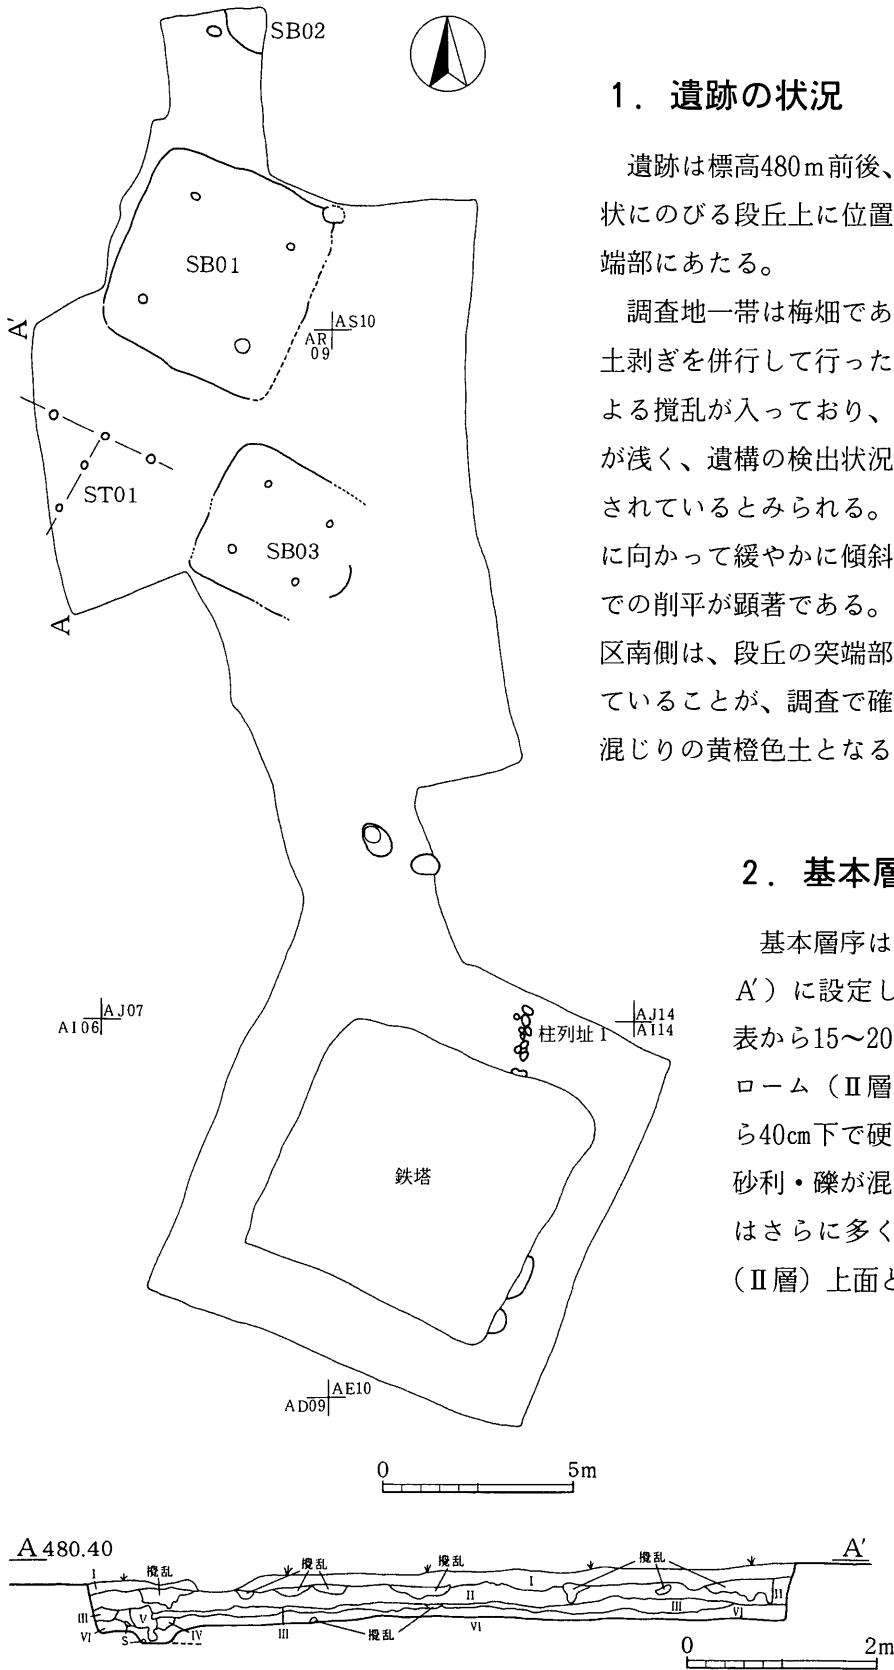 SB02
1. 遺跡の状況
遺跡は標高480m前後、
状にのびる段丘上に位置
端部にあたる。
調査地一帯は梅畑であ
土剥ぎを併行して行った
よる撹乱が入っており、
が浅く、遺構の検出状況
されているとみられる。
に向かって緩やかに傾斜
での削平が顕著である。
区南側は、段丘の突端部
ていることが、調査で確
混じりの黄橙色土となる
SB01
A′
AS10
AR
09
ST01
SB03
A
2. 基本層
基本層序は
A′）に設定し
表から15〜20
ローム（Ⅱ層
ら40㎝下で硬
砂利・礫が混
はさらに多く
（Ⅱ層）上面と
AJ07
AI06
柱列址1
AJ14
AI14
鉄塔
AE10
AD09
0 5m
A 480.40 A′
I 撹乱 撹乱 撹乱 I 撹乱
II II
III V III VI
VI S IV III 撹乱 VI
0 2m